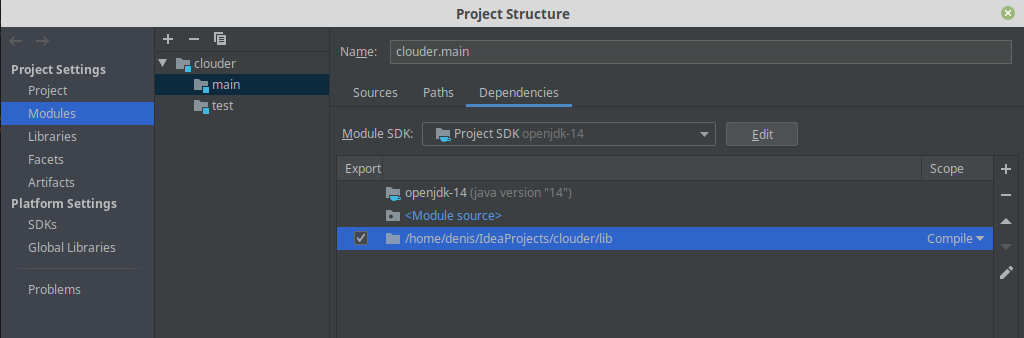 Project Structure
Project Settings
Project
Modules
Libraries
Facets
Artifacts
Platform Settings
SDKs
Global Libraries
Problems
clouder
main
test
Name: clouder.main
Sources Paths Dependencies
Module SDK: Project SDK openjdk-14 Edit
Export Scope
openjdk-14 (java version "14")
<Module source>
/home/denis/IdeaProjects/clouder/lib Compile